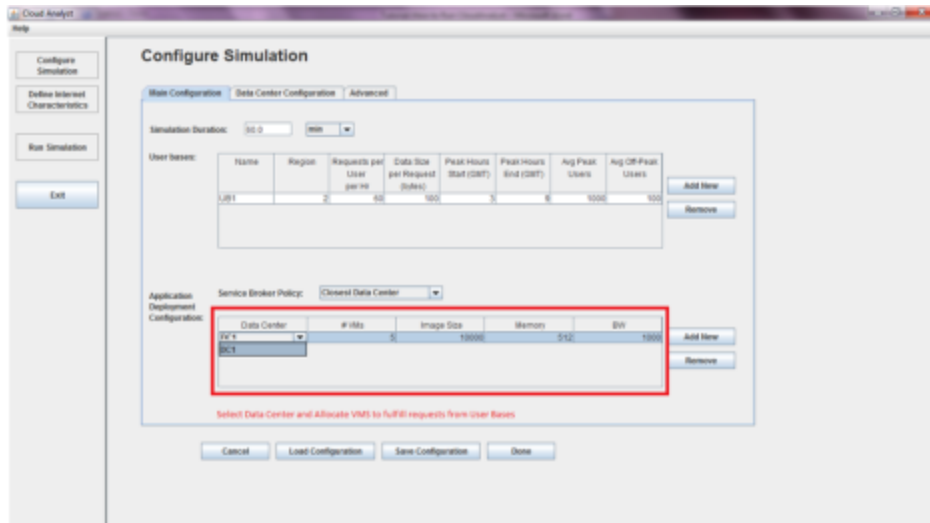 Cloud Analyst
Help
Configure Simulation
Configure
Simulation
Define Internet
Characteristics
Run Simulation
Exit
Main Configuration Data Center Configuration Advanced
Simulation Duration: 60.0 min
User bases:
Name Region Requests per User per Hr Data Size per Request (bytes) Peak Hours Start (GMT) Peak Hours End (GMT) Avg Peak Users Avg Off-Peak Users
UB1 2 60 100 3 9 1000 100
Add New
Remove
Application
Deployment
Configuration:
Service Broker Policy: Closest Data Center
Data Center # VMs Image Size Memory BW
DC1 5 10000 512 1000
DC1
Add New
Remove
Select Data Center and Allocate VMS to fulfill requests from User Bases
Cancel Load Configuration Save Configuration Done